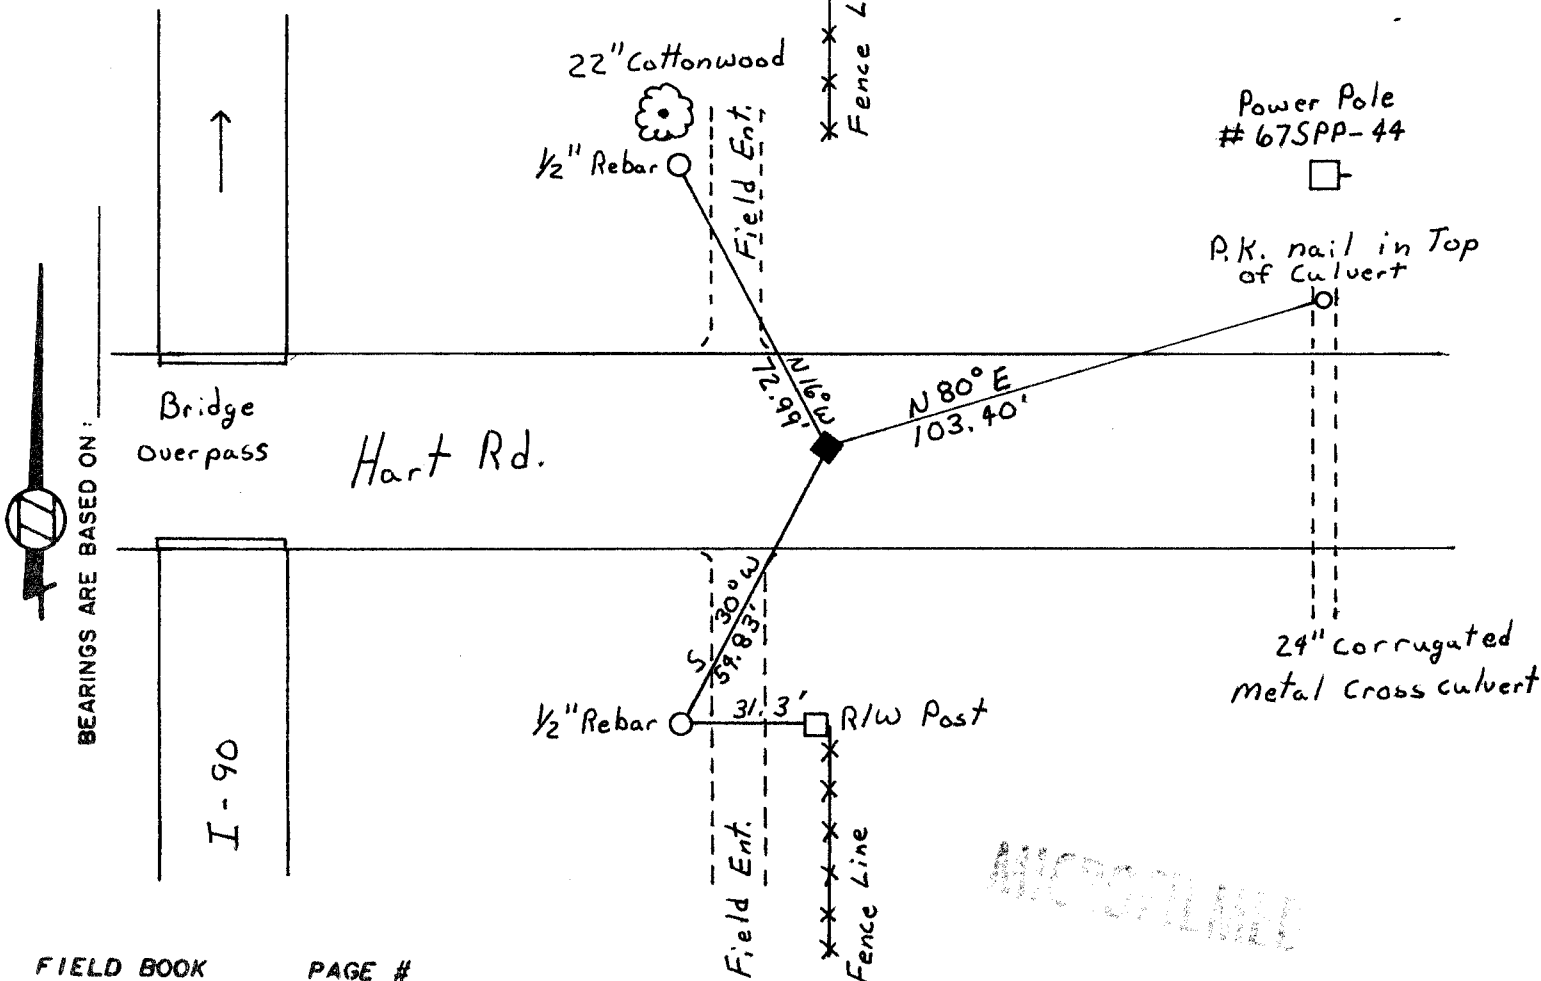 Fence L
22" Cottonwood
Power Pole
# 67SPP-44
Field Ent.
1/2" Rebar
P.K. nail in Top
of Culvert
N 16° W
72.99'
N 80° E
103.40'
Bridge
Overpass
Hart Rd.
BEARINGS ARE BASED ON:
S 30° W
59.83'
24" Corrugated
Metal Cross Culvert
1/2" Rebar
31.3'
R/W Post
I-90
Field Ent.
Fence Line
MICROFILMED
FIELD BOOK
PAGE #